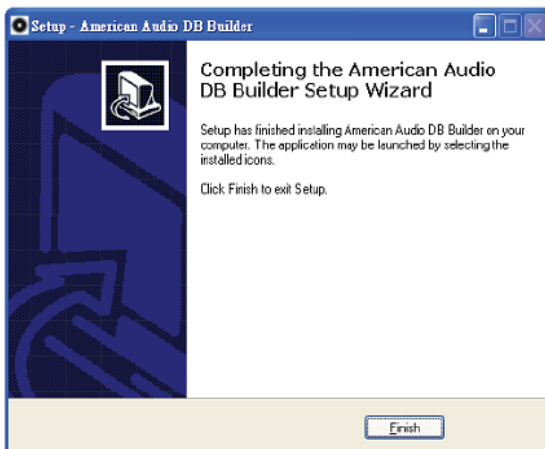 Setup - American Audio DB Builder
Completing the American Audio
DB Builder Setup Wizard
Setup has finished installing American Audio DB Builder on your
computer. The application may be launched by selecting the
installed icons.
Click Finish to exit Setup.
Finish